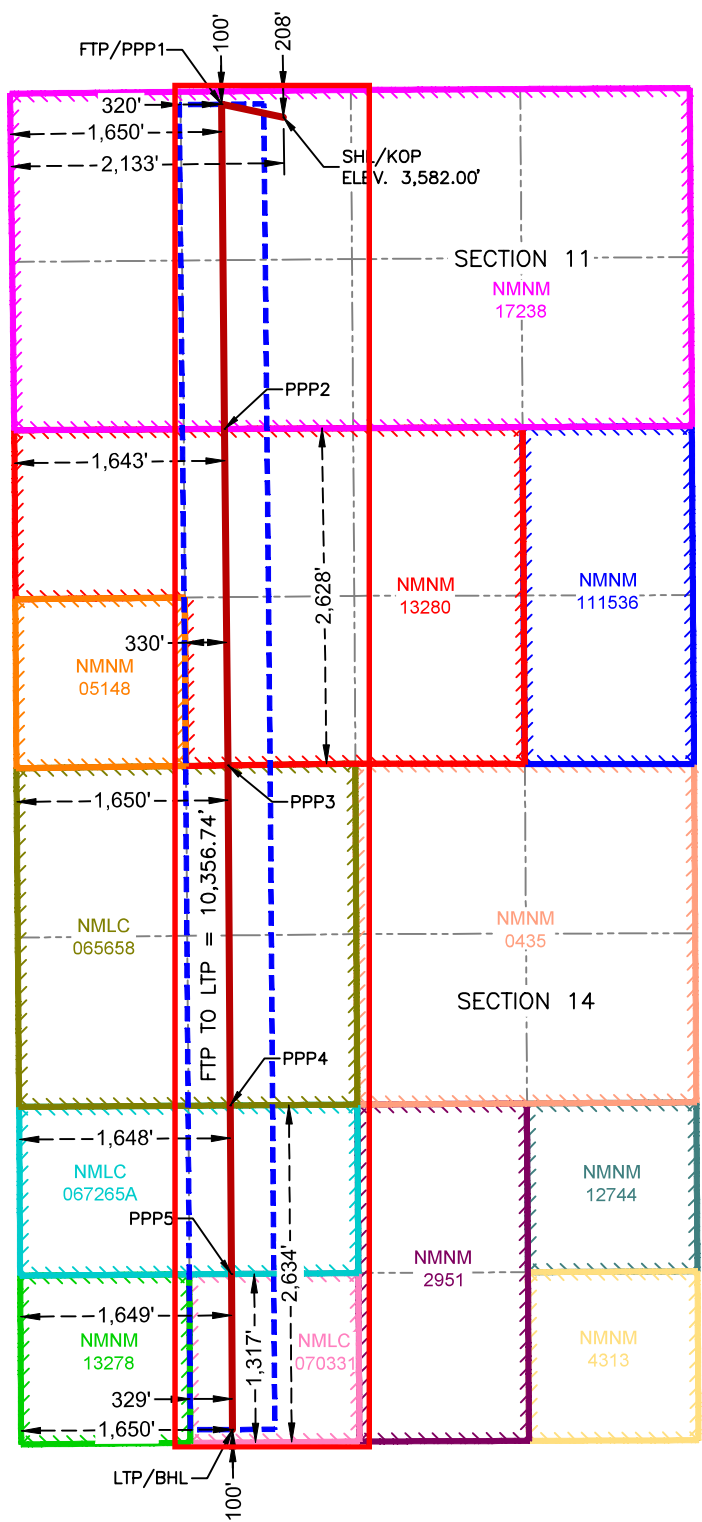 100'
208'
FTP/PPP1
320'
1,650'
2,133'
SHL/KOP
ELEV. 3,582.00'
SECTION 11
NMNM
17238
PPP2
1,643'
2,628'
NMNM
13280
NMNM
111536
330'
NMNM
05148
PPP3
1,650'
FTP TO LTP = 10,356.74'
NMLC
065658
NMNM
0435
SECTION 14
PPP4
1,648'
NMLC
067265A
NMNM
12744
PPP5
2,634'
NMNM
2951
1,649'
1,317'
NMNM
13278
NMLC
070331
NMNM
4313
329'
1,650'
LTP/BHL
100'